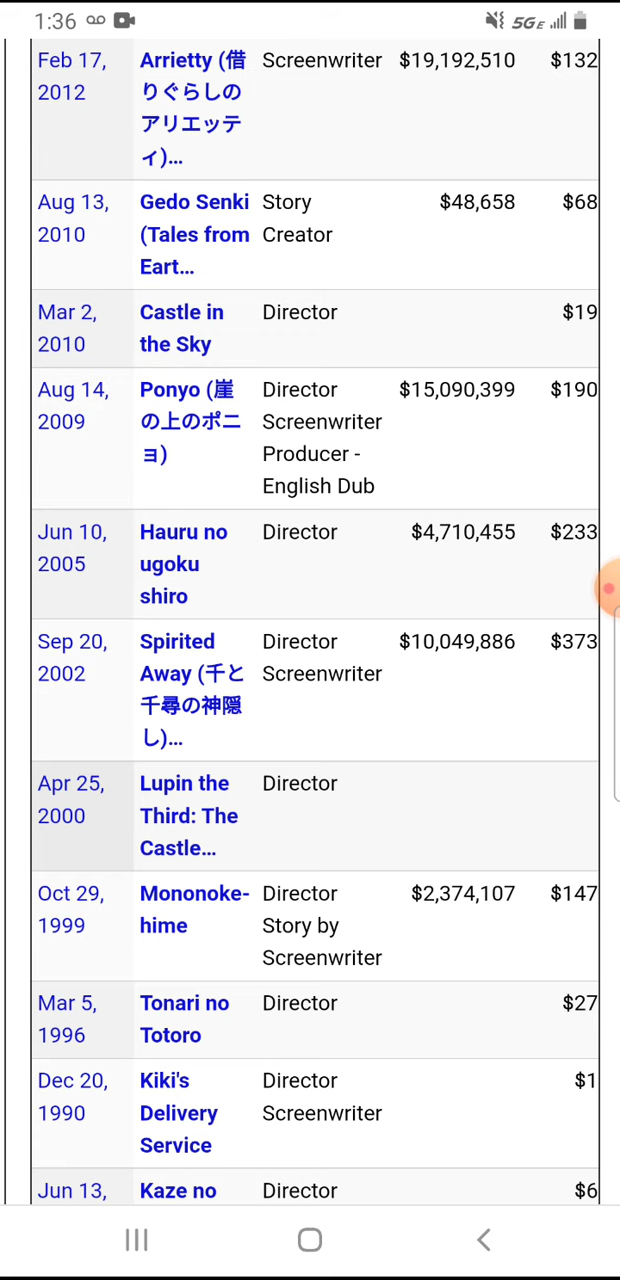 1:36
5G E
Feb 17, Arrietty (借 Screenwriter $19,192,510 $132
2012 りぐらしの
アリエッテ
ィ)...
Aug 13, Gedo Senki Story $48,658 $68
2010 (Tales from Creator
Eart...
Mar 2, Castle in Director $19
2010 the Sky
Aug 14, Ponyo (崖 Director $15,090,399 $190
2009 の上のポニ Screenwriter
ョ) Producer -
English Dub
Jun 10, Hauru no Director $4,710,455 $233
2005 ugoku
shiro
Sep 20, Spirited Director $10,049,886 $373
2002 Away (千と Screenwriter
千尋の神隠
し)...
Apr 25, Lupin the Director
2000 Third: The
Castle...
Oct 29, Mononoke- Director $2,374,107 $147
1999 hime Story by
Screenwriter
Mar 5, Tonari no Director $27
1996 Totoro
Dec 20, Kiki's Director $1
1990 Delivery Screenwriter
Service
Jun 13, Kaze no Director $6